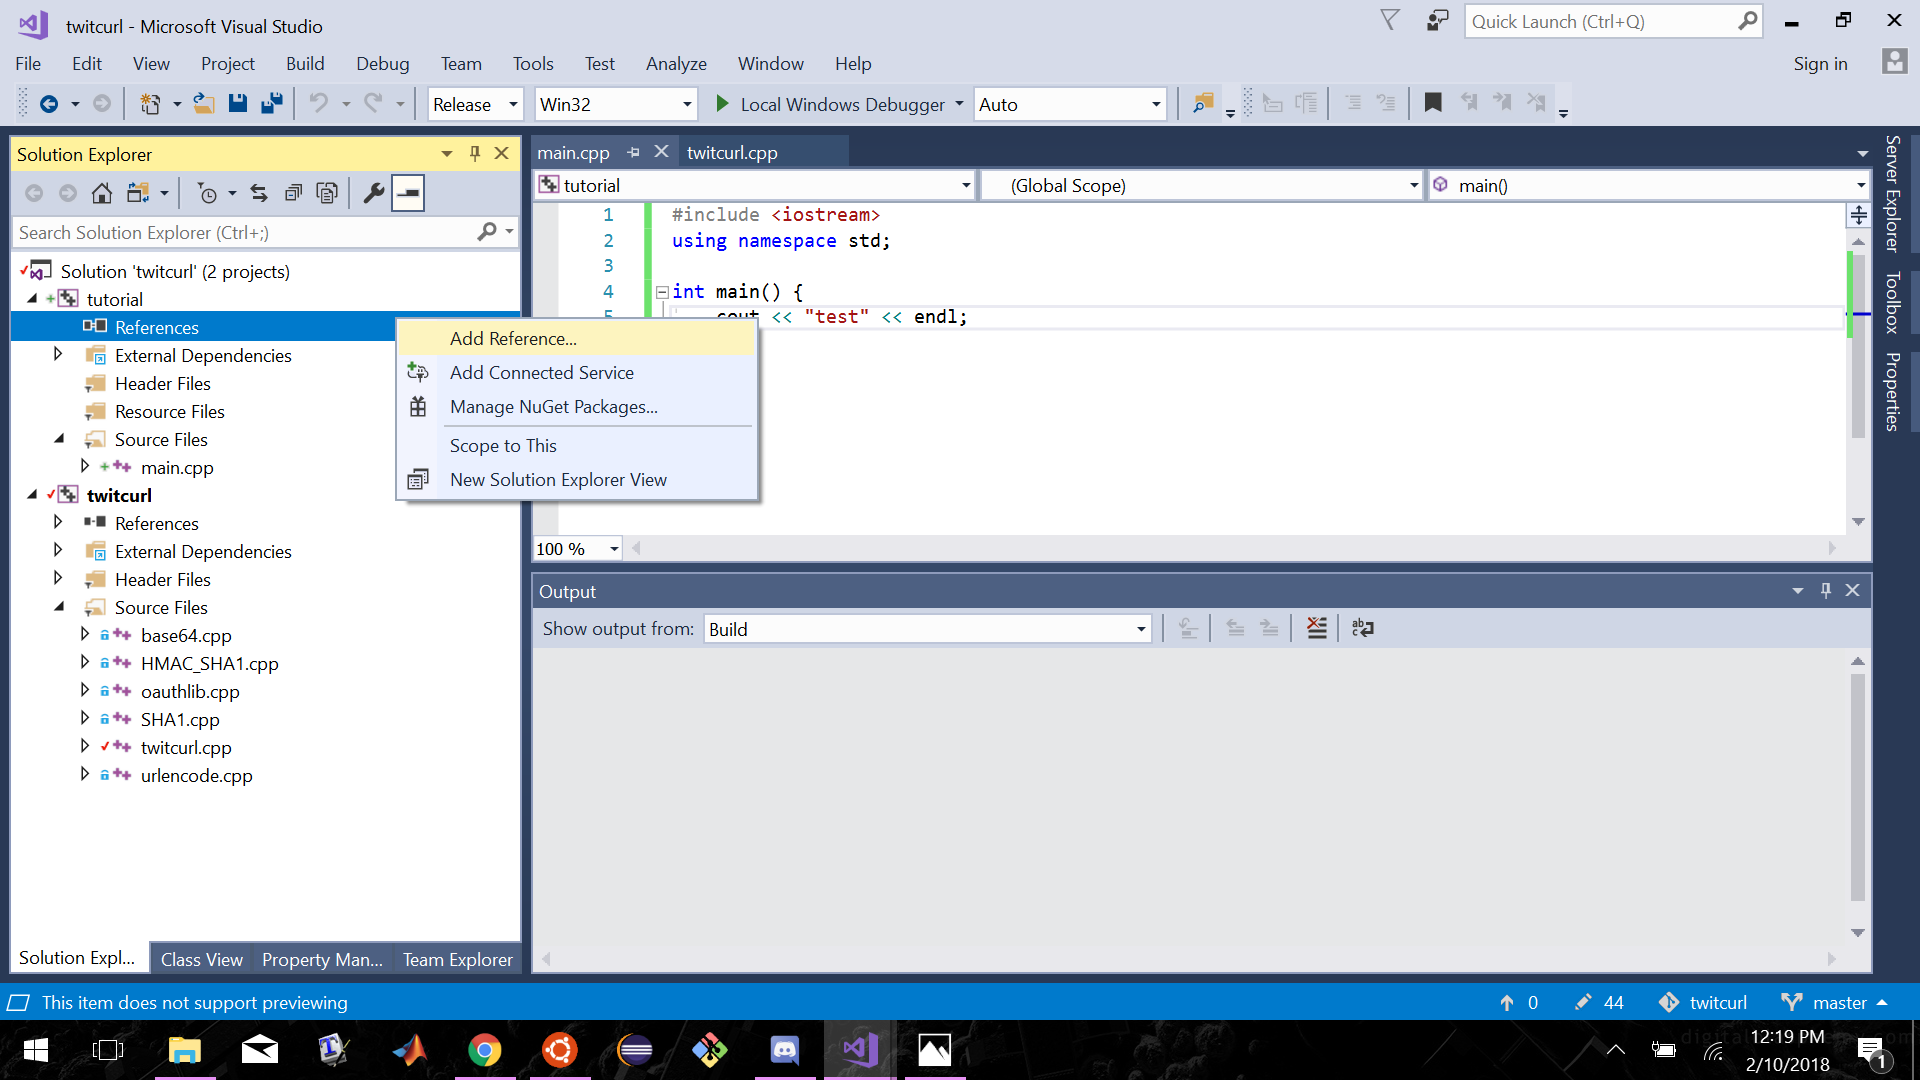 twitcurl - Microsoft Visual Studio
Quick Launch (Ctrl+Q)
File Edit View Project Build Debug Team Tools Test Analyze Window Help
Sign in
Release Win32 Local Windows Debugger Auto
Solution Explorer
Search Solution Explorer (Ctrl+;)
Solution 'twitcurl' (2 projects)
tutorial
References
External Dependencies
Header Files
Resource Files
Source Files
main.cpp
twitcurl
References
External Dependencies
Header Files
Source Files
base64.cpp
HMAC_SHA1.cpp
oauthlib.cpp
SHA1.cpp
twitcurl.cpp
urlencode.cpp
Solution Expl... Class View Property Man... Team Explorer
Add Reference...
Add Connected Service
Manage NuGet Packages...
Scope to This
New Solution Explorer View
main.cpp twitcurl.cpp
tutorial (Global Scope) main()
1 #include <iostream>
2 using namespace std;
3
4 int main() {
5 cout << "test" << endl;
100 %
Output
Show output from: Build
Server Explorer
Toolbox
Properties
This item does not support previewing
0 44 twitcurl master
12:19 PM
2/10/2018
1